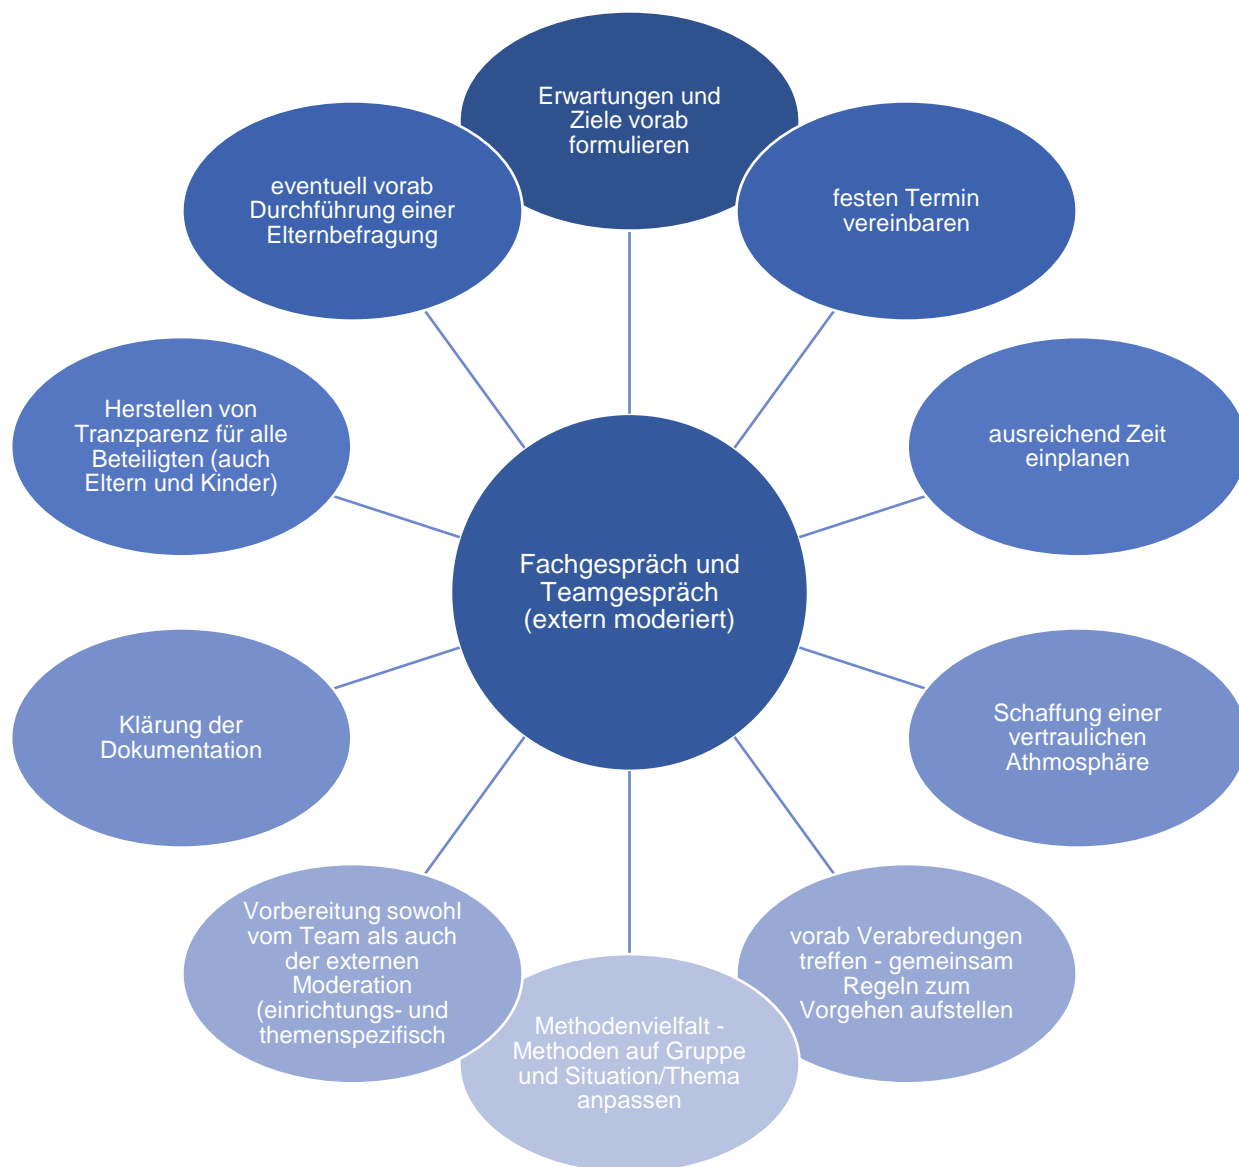 Erwartungen und
Ziele vorab
formulieren
eventuell vorab
Durchführung einer
Elternbefragung
festen Termin
vereinbaren
Herstellen von
Tranzparenz für alle
Beteiligten (auch
Eltern und Kinder)
ausreichend Zeit
einplanen
Fachgespräch und
Teamgespräch
(extern moderiert)
Klärung der
Dokumentation
Schaffung einer
vertraulichen
Athmosphäre
Vorbereitung sowohl
vom Team als auch
der externen
Moderation
(einrichtungs- und
themenspezifisch
vorab Verabredungen
treffen - gemeinsam
Regeln zum
Vorgehen aufstellen
Methodenvielfalt -
Methoden auf Gruppe
und Situation/Thema
anpassen